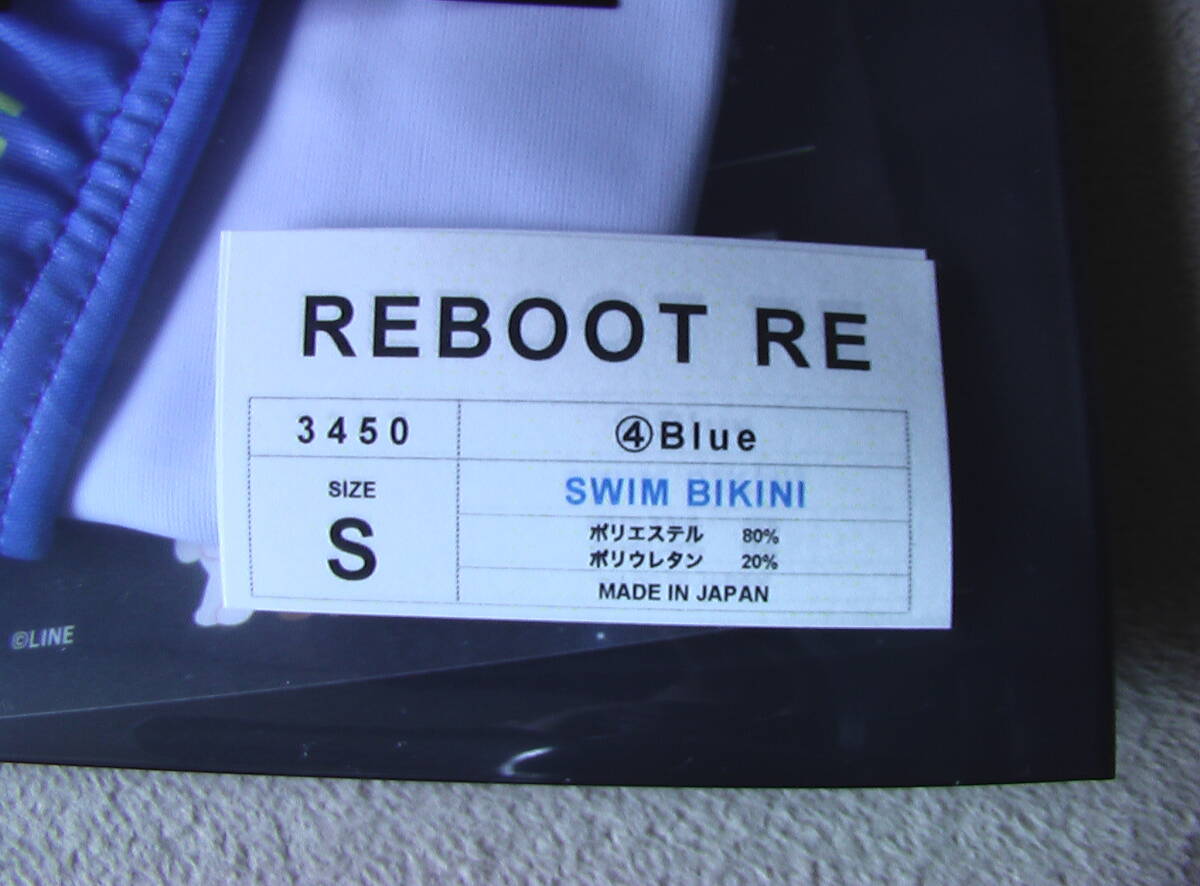 REBOOT RE
3450 ④Blue
SIZE
S
SWIM BIKINI
ポリエステル 80%
ポリウレタン 20%
MADE IN JAPAN
©LINE